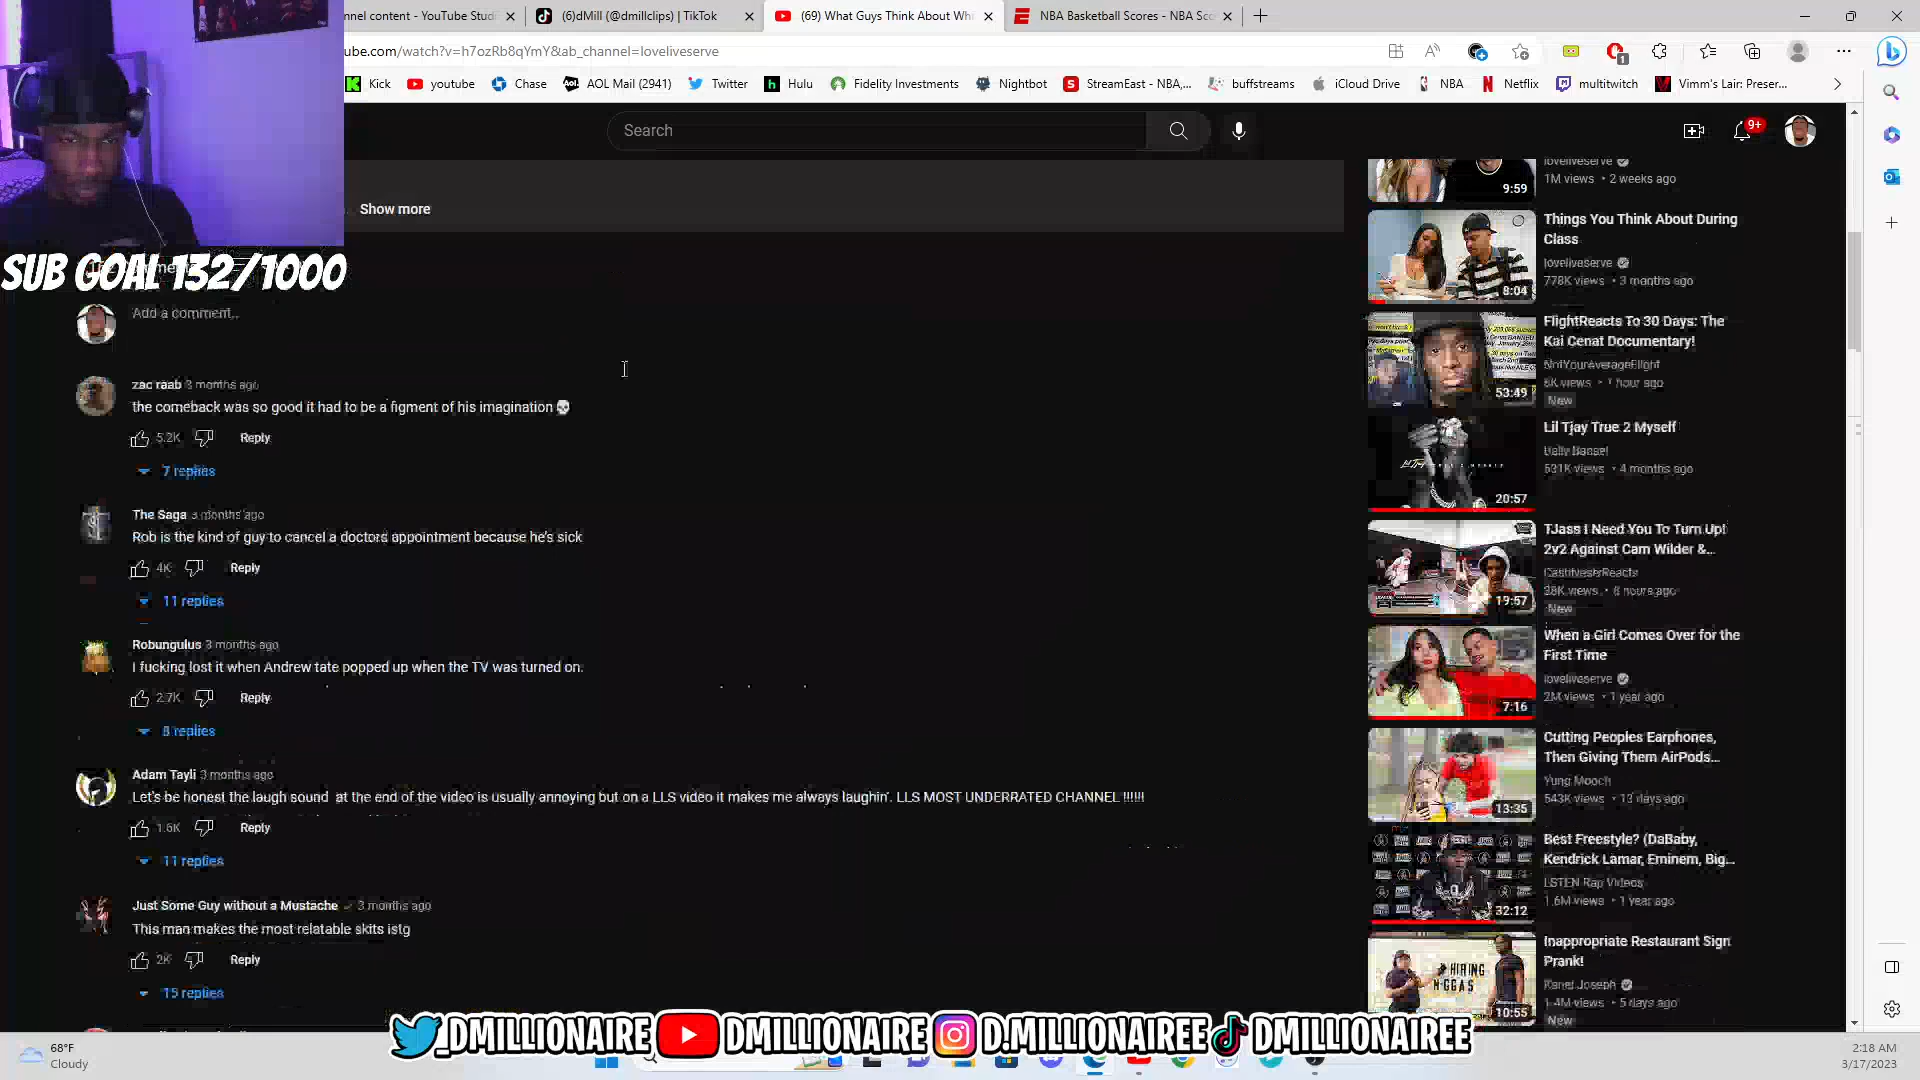 nnel content - YouTube Studi
(6)dMill (@dmillclips) | TikTok
(69) What Guys Think About Whi
NBA Basketball Scores - NBA Sco
ube.com/watch?v=h7ozRb8qYmY&ab_channel=loveliveserve
Kick
youtube
Chase
AOL Mail (2941)
Twitter
Hulu
Fidelity Investments
Nightbot
StreamEast - NBA,...
buffstreams
iCloud Drive
NBA
Netflix
multitwitch
Vimm's Lair: Preser...
Search
9+
Show more
SUB GOAL 132/1000
Add a comment...
zac raab 3 months ago
the comeback was so good it had to be a figment of his imagination 💀
5.2K
Reply
7 replies
The Saga 3 months ago
Rob is the kind of guy to cancel a doctors appointment because he's sick
4K
Reply
11 replies
Robungulus 3 months ago
I fucking lost it when Andrew tate popped up when the TV was turned on.
2.7K
Reply
replies
Adam Tayli 3 months ago
Let's be honest the laugh sound at the end of the video is usually annoying but on a LLS video it makes me always laughin'. LLS MOST UNDERRATED CHANNEL !!!!!!
1.6K
Reply
11 replies
Just Some Guy without a Mustache 3 months ago
This man makes the most relatable skits istg
2K
Reply
15 replies
loveliveserve
1M views • 2 weeks ago
9:59
Things You Think About During
Class
loveliveserve
778K views • 3 months ago
8:04
FlightReacts To 30 Days: The
Kai Cenat Documentary!
NotYourAverageFlight
6K views • 1 hour ago
New
53:49
Lil Tjay True 2 Myself
531K views • 4 months ago
20:57
TJass I Need You To Turn Up!
2v2 Against Cam Wilder &...
CashNastyReacts
28K views • 6 hours ago
New
19:57
When a Girl Comes Over for the
First Time
loveliveserve
2M views • 1 year ago
7:16
Cutting Peoples Earphones,
Then Giving Them AirPods...
Yung Mooch
543K views • 13 days ago
13:35
Best Freestyle? (DaBaby,
Kendrick Lamar, Eminem, Big...
LSTEN Rap Videos
1.6M views • 1 year ago
32:12
Inappropriate Restaurant Sign
Prank!
Kanel Joseph
1.4M views • 5 days ago
New
HIRING
N GGAS
10:55
_DMILLIONAIRE
DMILLIONAIRE
D.MILLIONAIREE
DMILLIONAIREE
68°F
Cloudy
2:18 AM
3/17/2023